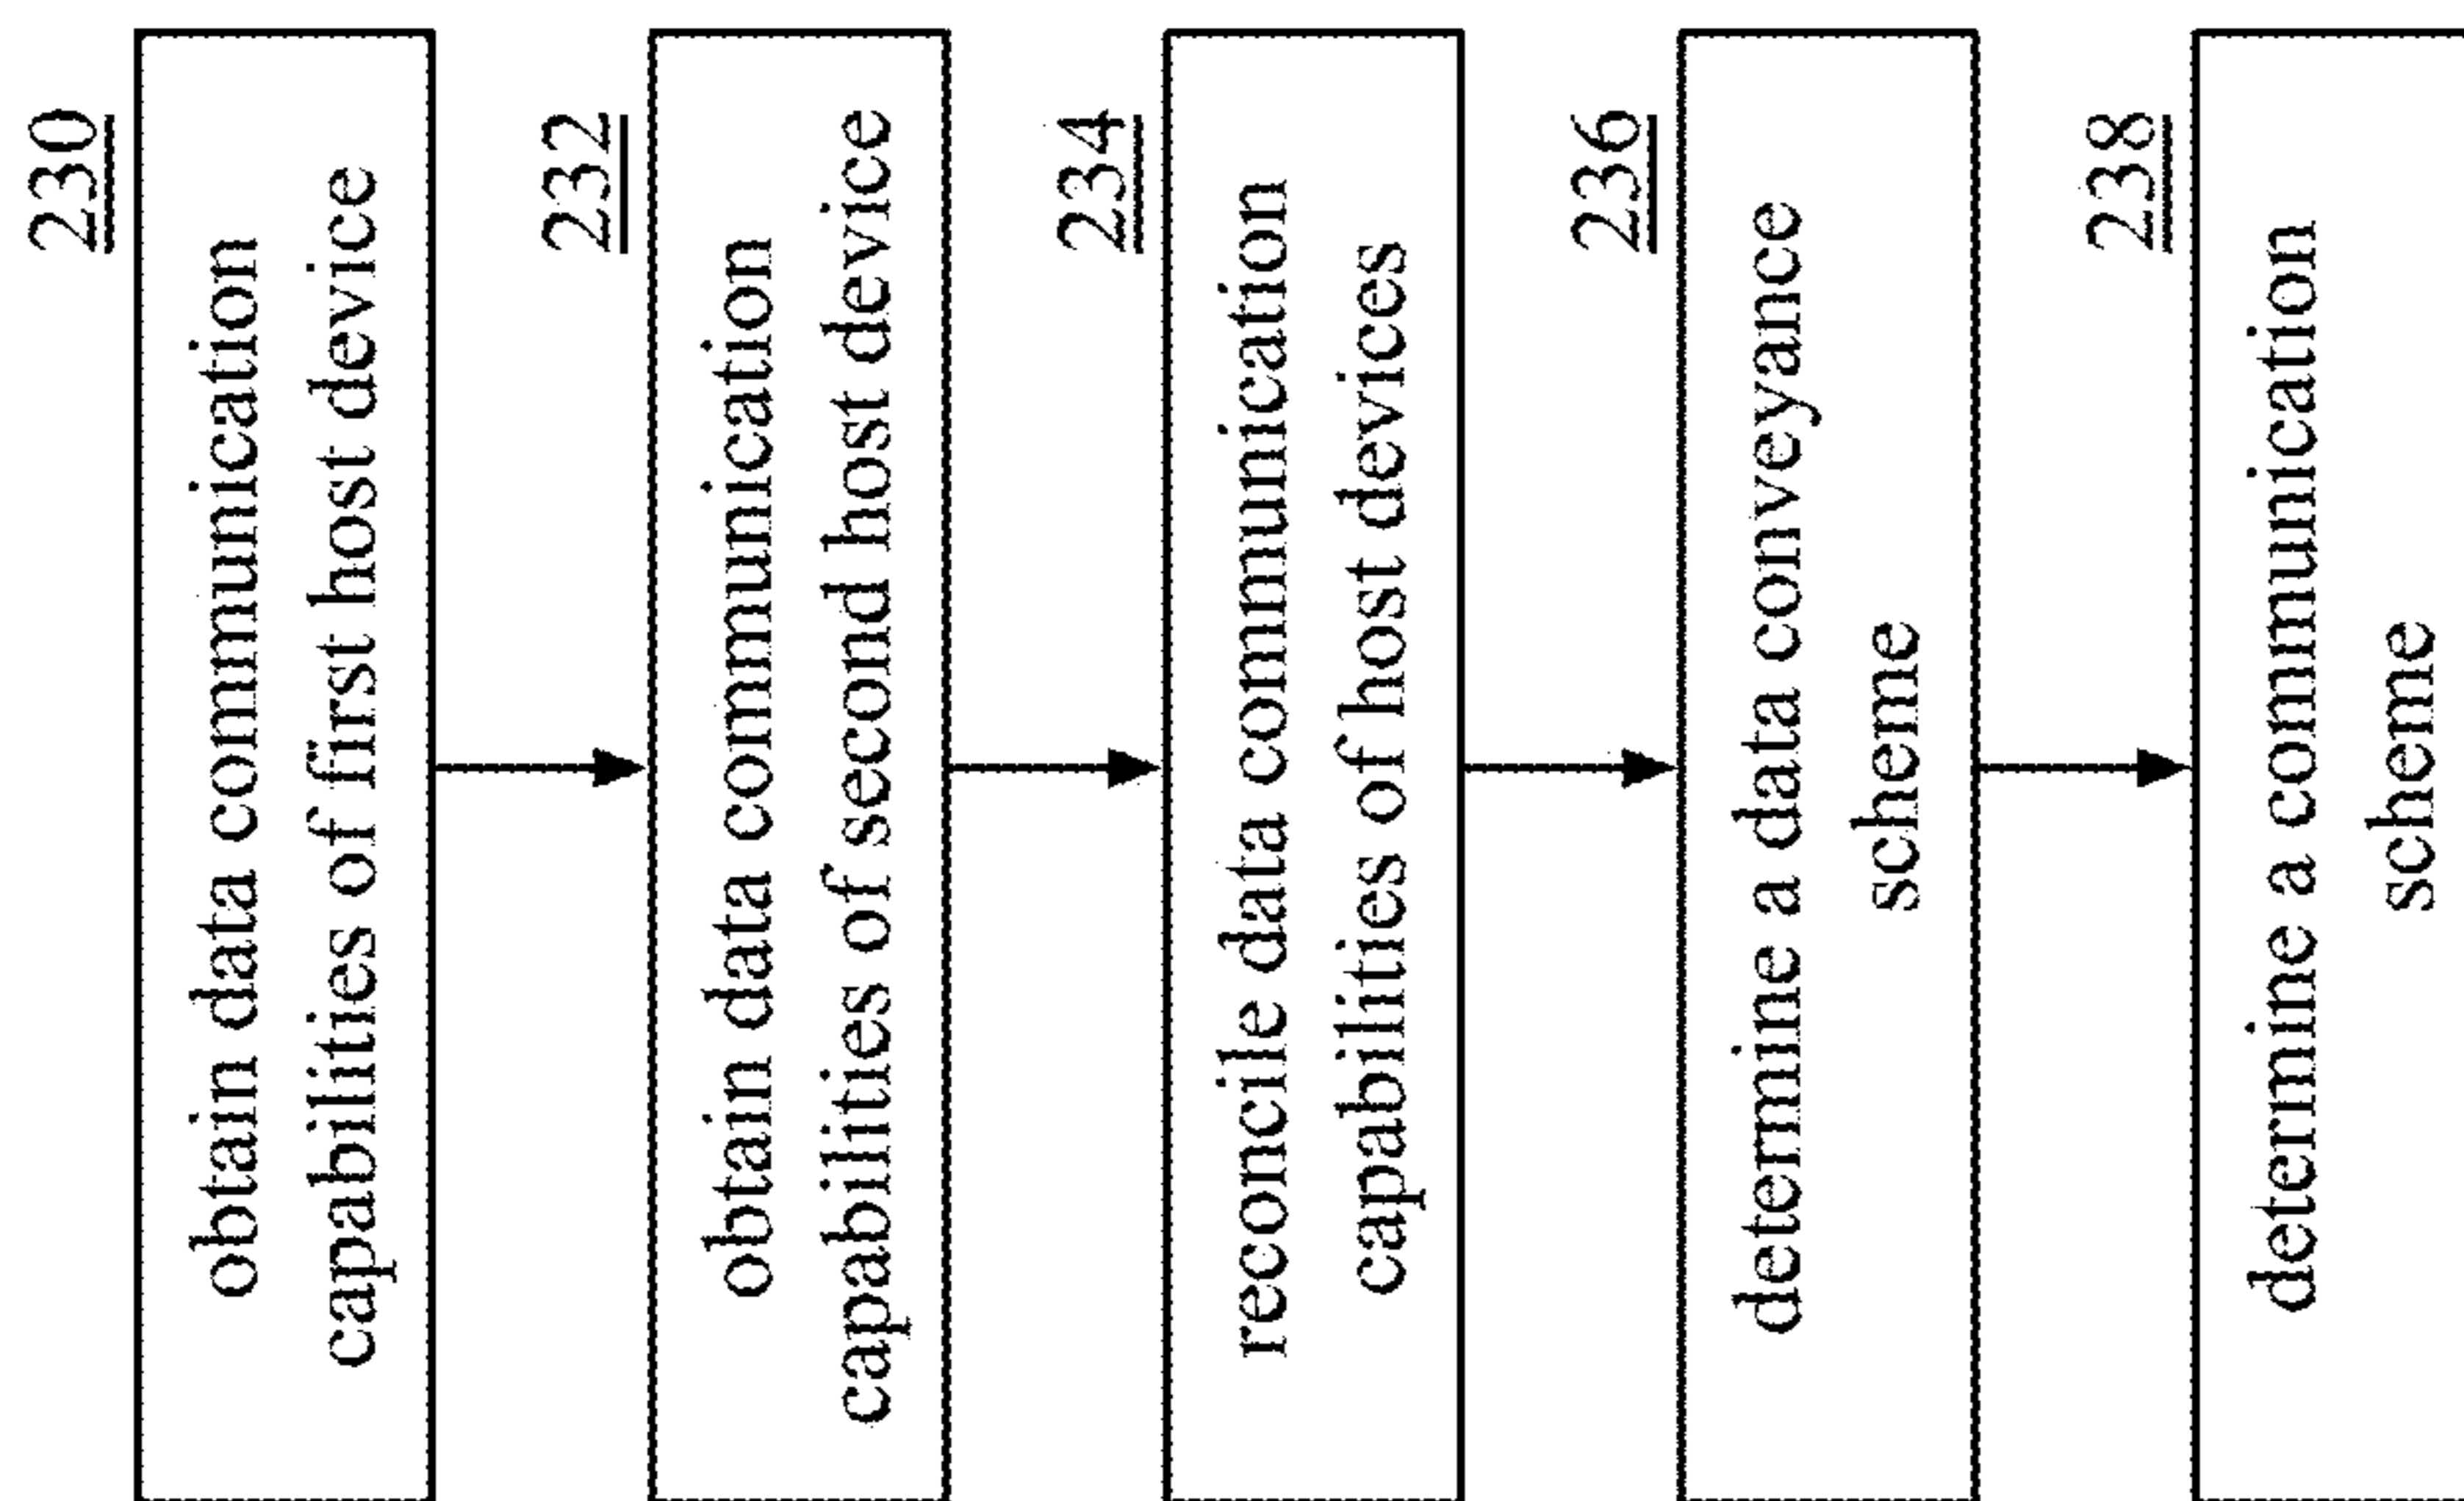 230
obtain data communication
capabilities of first host device
232
obtain data communication
capabilities of second host device
234
reconcile data communication
capabilities of host devices
236
determine a data conveyance
scheme
238
determine a communication
scheme